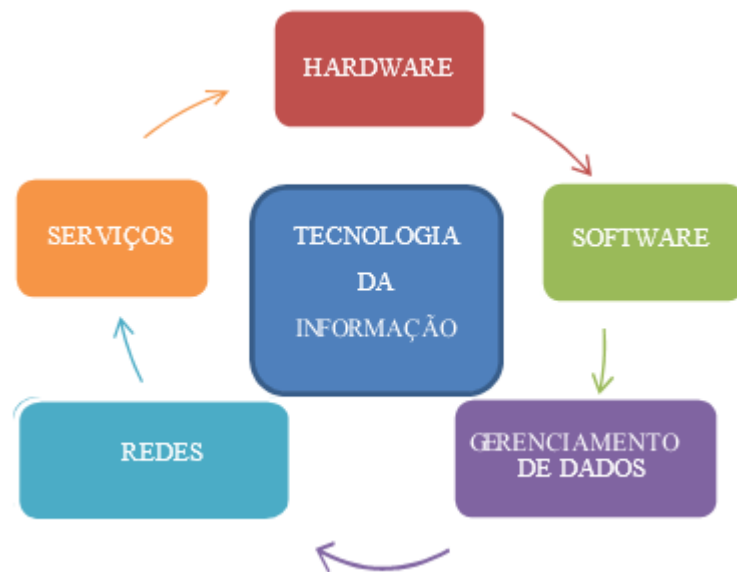 HARDWARE
SERVIÇOS
TECNOLOGIA
DA
INFORMAÇÃO
SOFTWARE
REDES
GERENCIAMENTO
DE DADOS